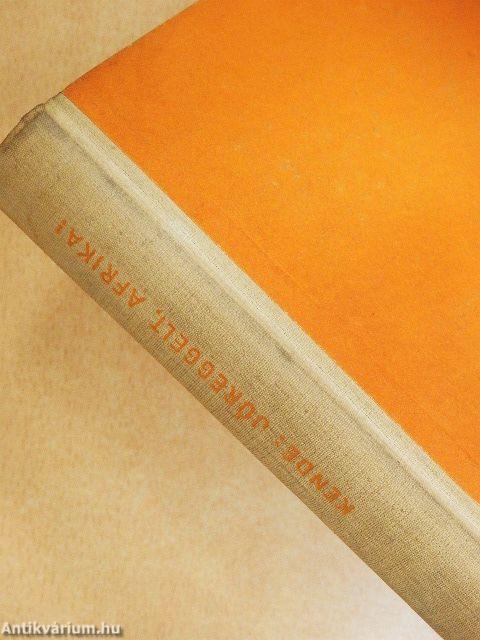 KENDE: JÓREGGELT, AFRIKA!
Antikvárium.hu